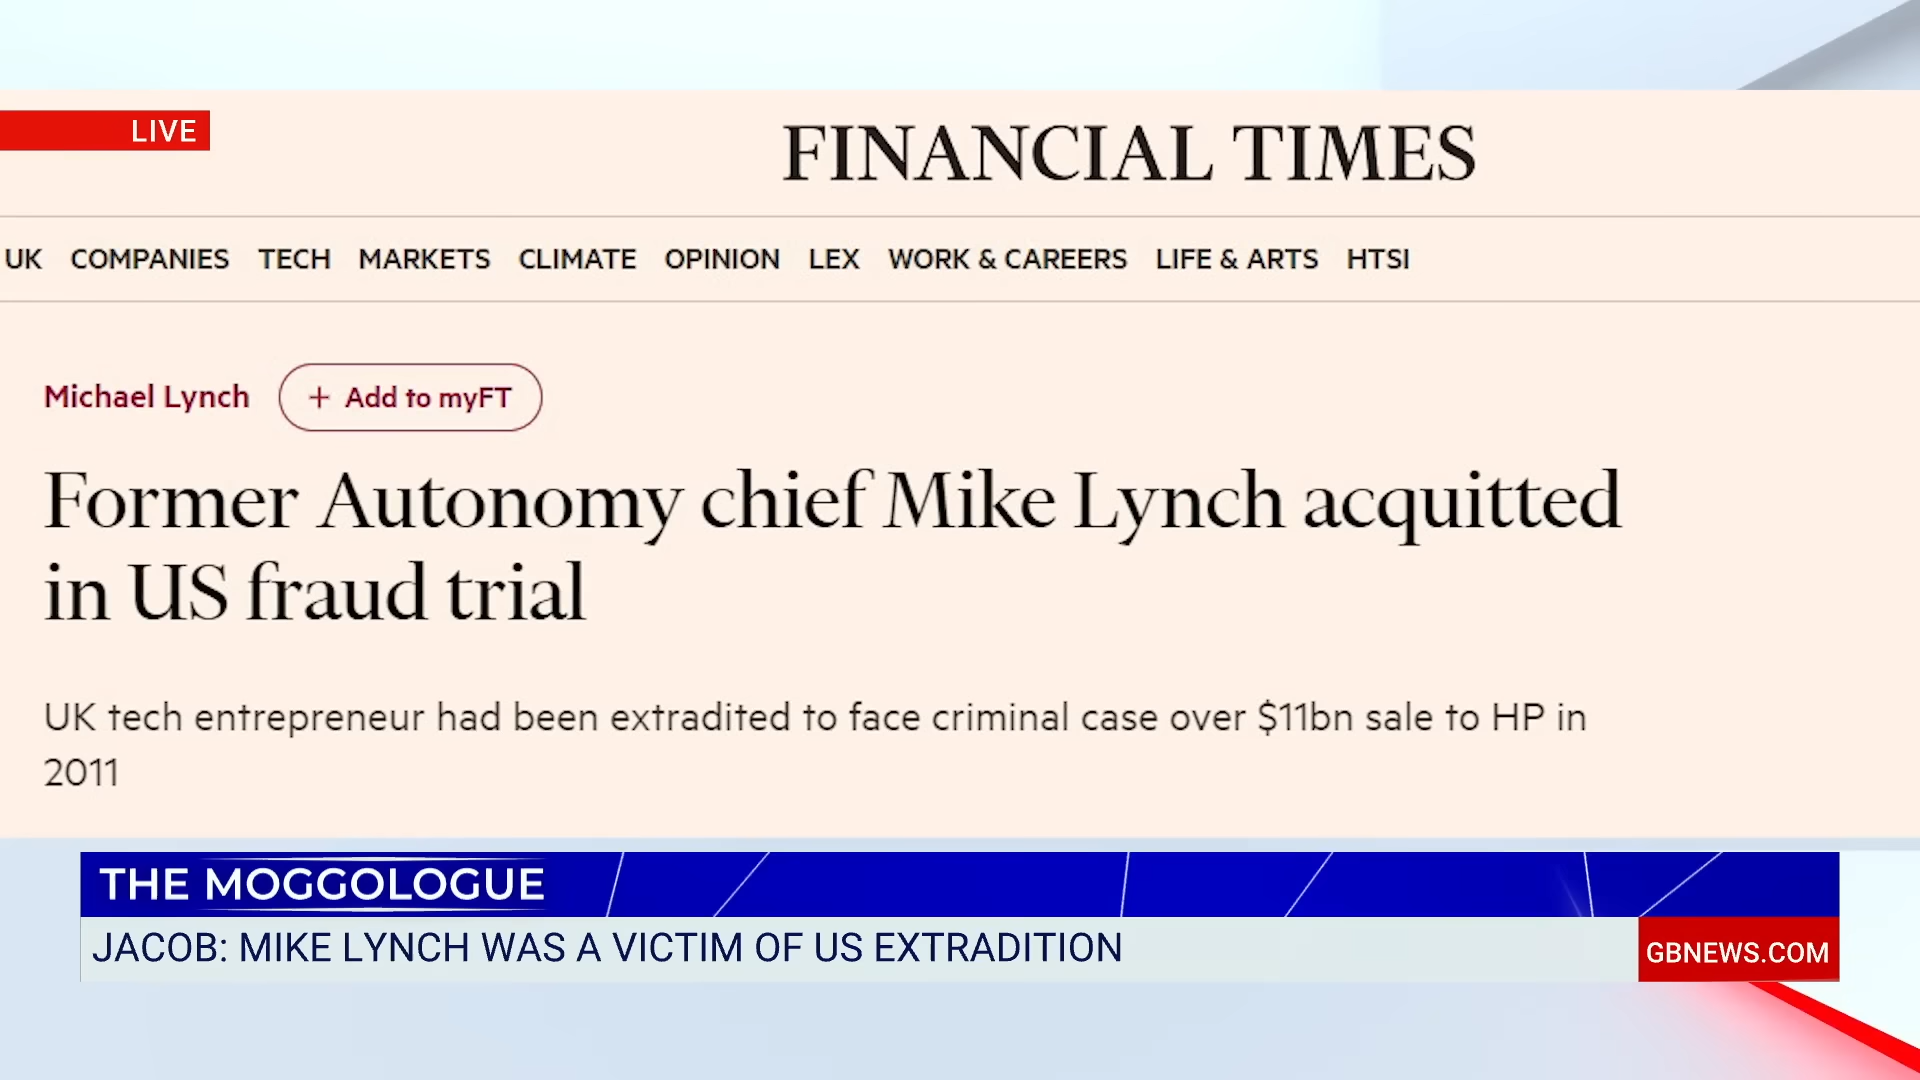 LIVE
FINANCIAL TIMES
UK COMPANIES TECH MARKETS CLIMATE OPINION LEX WORK & CAREERS LIFE & ARTS HTSI
Michael Lynch + Add to myFT
Former Autonomy chief Mike Lynch acquitted
in US fraud trial
UK tech entrepreneur had been extradited to face criminal case over $11bn sale to HP in
2011
THE MOGGOLOGUE
JACOB: MIKE LYNCH WAS A VICTIM OF US EXTRADITION
GBNEWS.COM